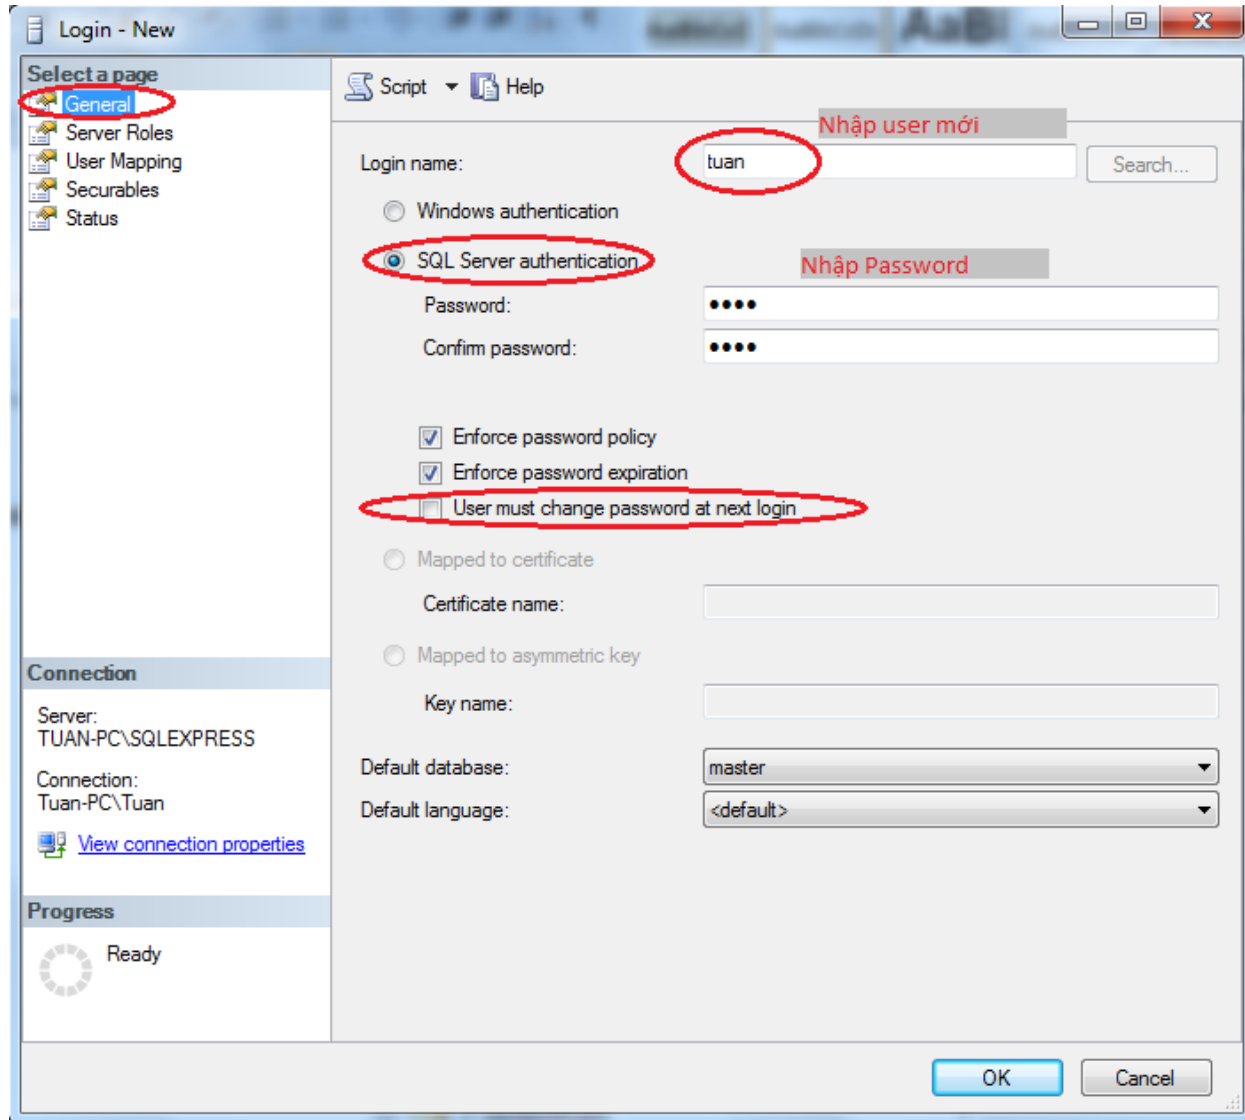 Login - New
Select a page
General
Server Roles
User Mapping
Securables
Status
Connection
Server:
TUAN-PC\SQLEXPRESS
Connection:
Tuan-PC\Tuan
View connection properties
Progress
Ready
Script
Help
Nhập user mới
Login name:
tuan
Search...
Windows authentication
SQL Server authentication
Nhập Password
Password:
••••
Confirm password:
••••
Enforce password policy
Enforce password expiration
User must change password at next login
Mapped to certificate
Certificate name:
Mapped to asymmetric key
Key name:
Default database:
master
Default language:
<default>
OK
Cancel